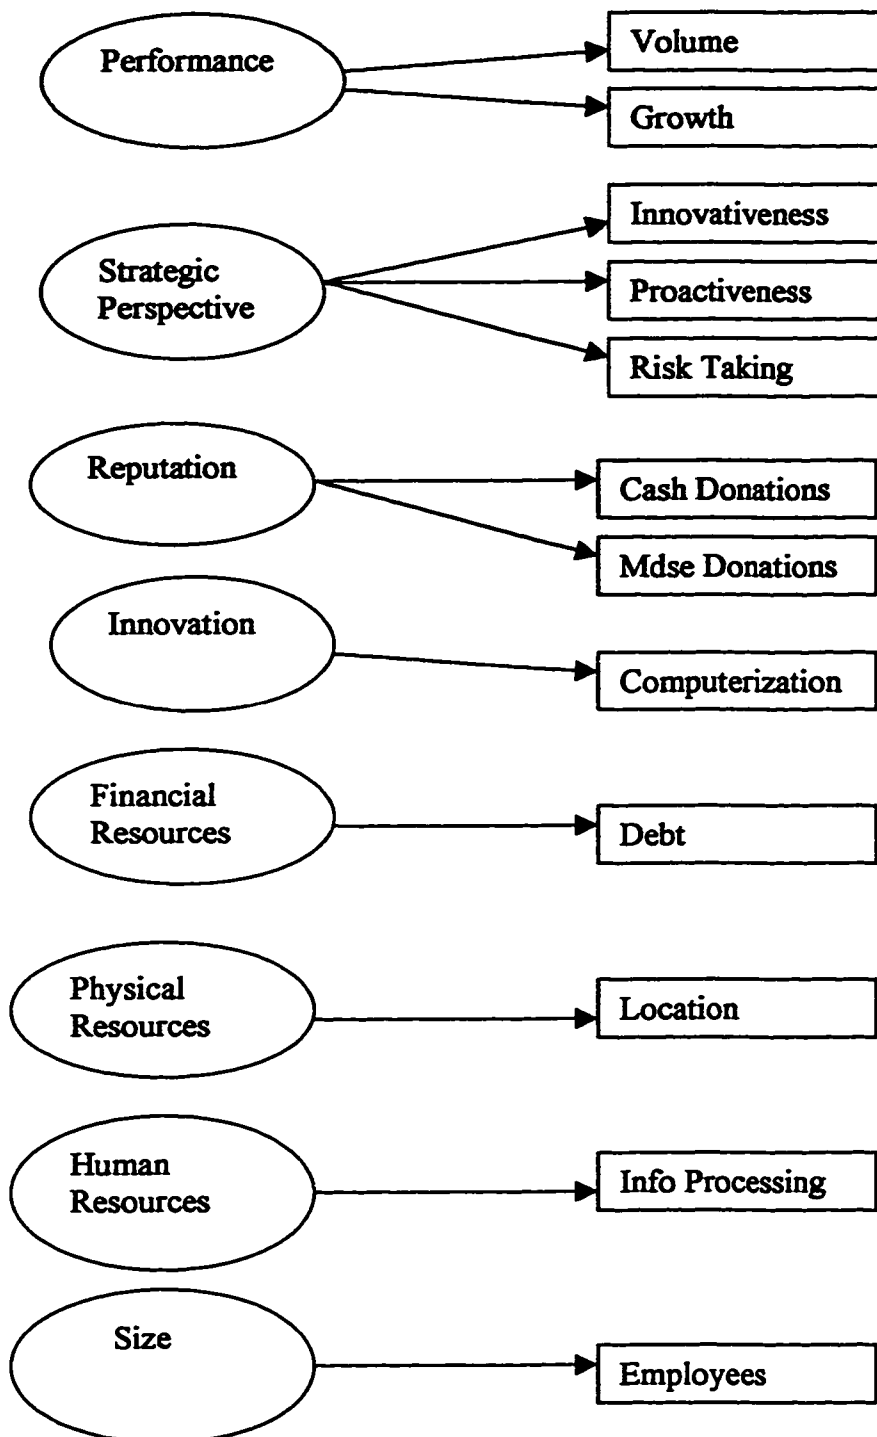 Performance
Volume
Growth
Strategic
Perspective
Innovativeness
Proactiveness
Risk Taking
Reputation
Cash Donations
Mdse Donations
Innovation
Computerization
Financial
Resources
Debt
Physical
Resources
Location
Human
Resources
Info Processing
Size
Employees